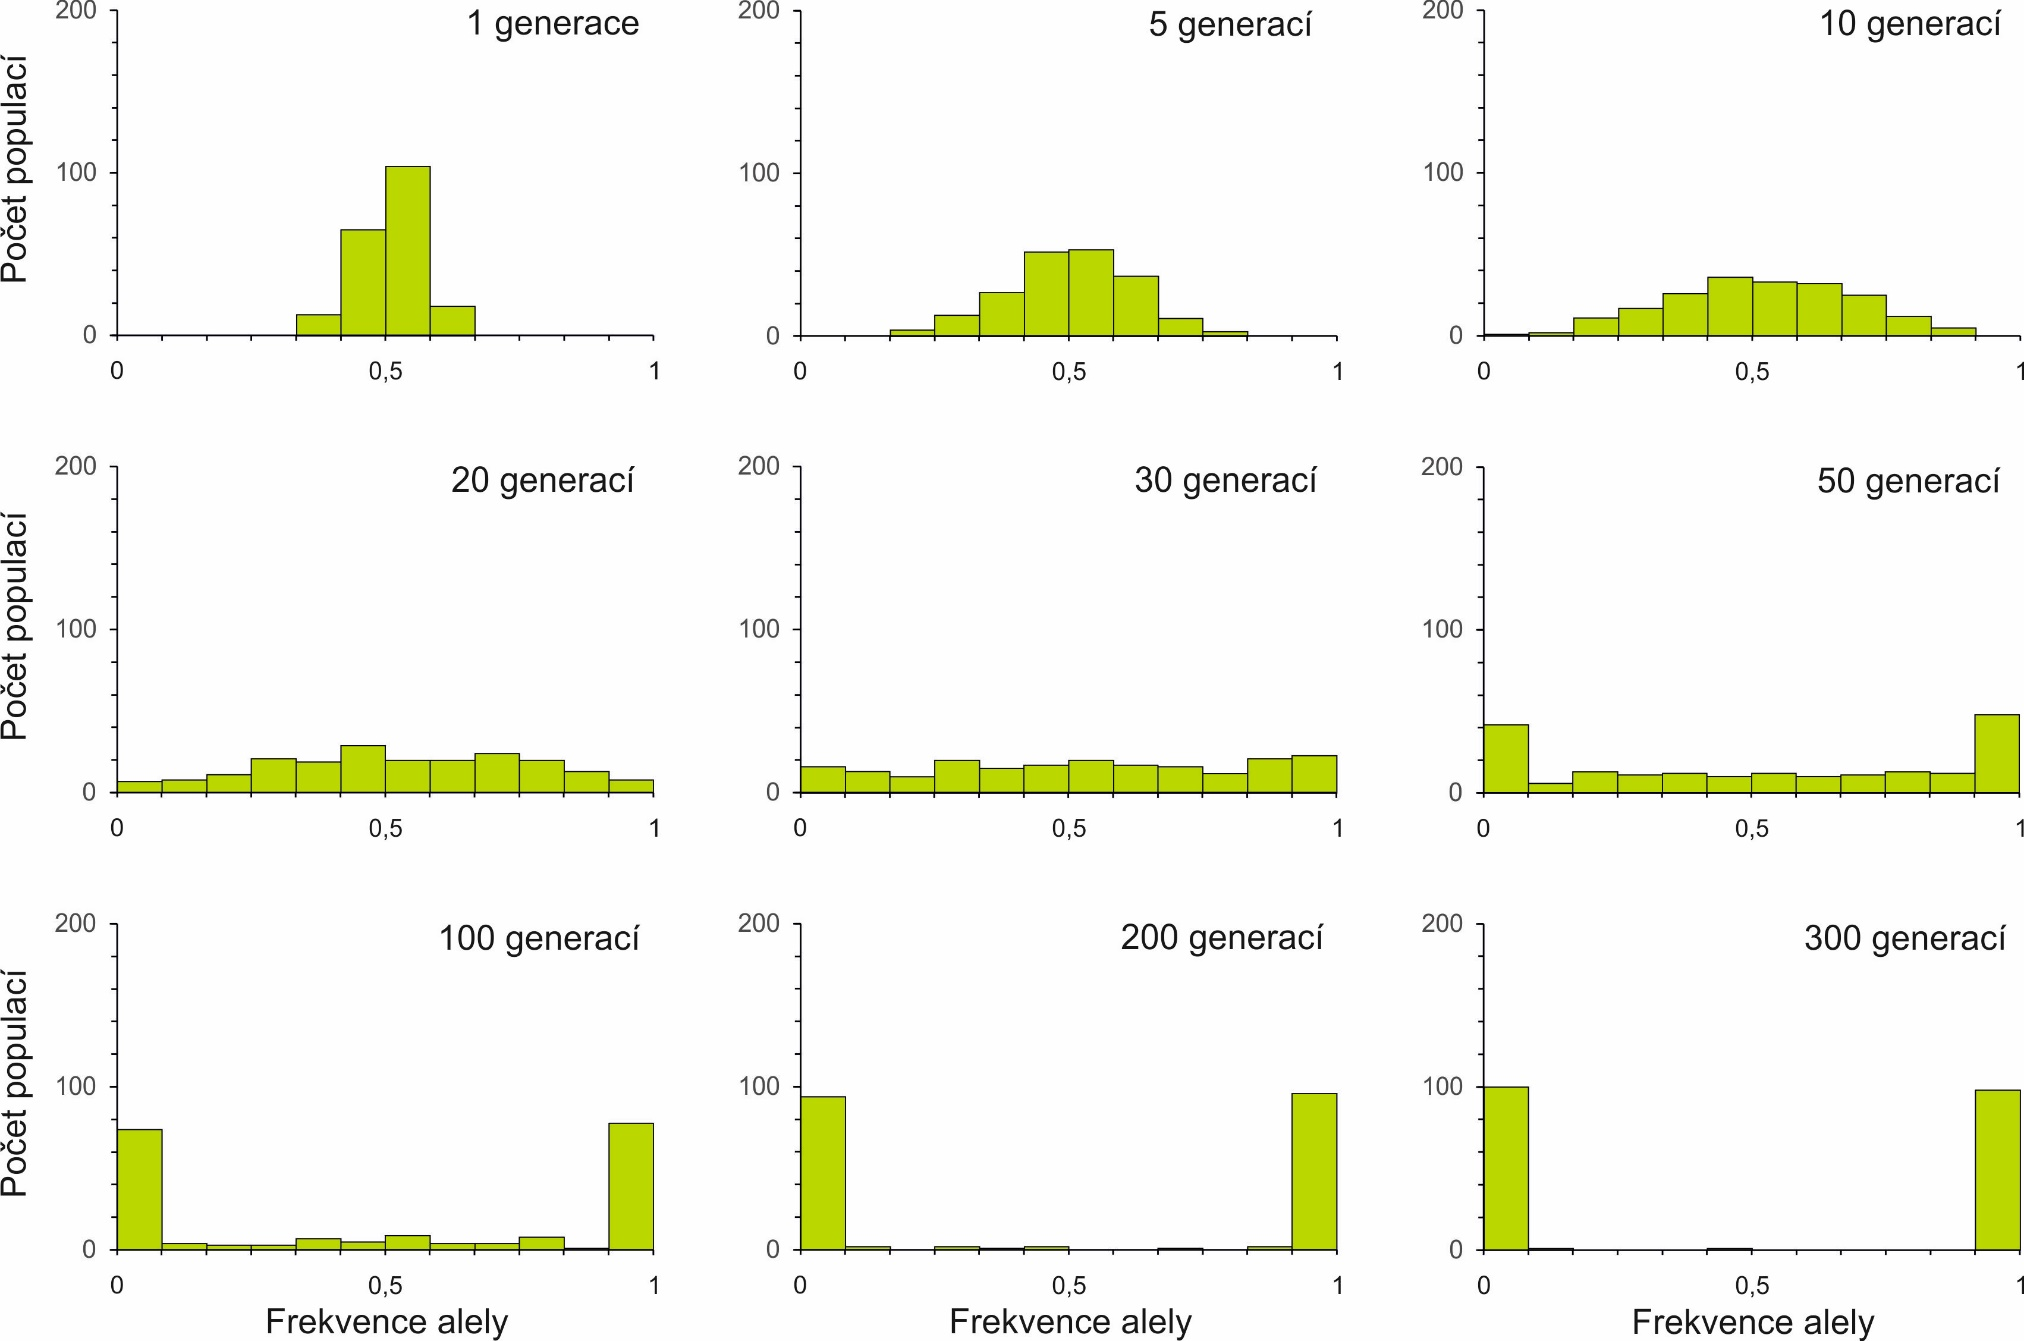 1 generace
200
100
0
0 0,5 1
Počet populací
5 generací
200
100
0
0 0,5 1
10 generací
200
100
0
0 0,5 1
20 generací
200
100
0
0 0,5 1
Počet populací
30 generací
200
100
0
0 0,5 1
50 generací
200
100
0
0 0,5 1
100 generací
200
100
0
0 0,5 1
Počet populací
Frekvence alely
200 generací
200
100
0
0 0,5 1
Frekvence alely
300 generací
200
100
0
0 0,5 1
Frekvence alely